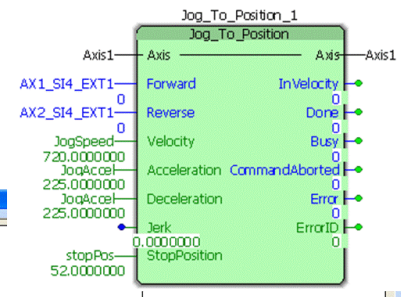 Jog_To_Position_1
Jog_To_Position
Axis1 Axis Axis Axis1
AX1_SI4_EXT1 Forward InVelocity
0 0
AX2_SI4_EXT1 Reverse Done
0 0
JogSpeed Velocity Busy
720.0000000 0
JogAccel Acceleration CommandAborted
225.0000000 0
JogAccel Deceleration Error
225.0000000 0
Jerk ErrorID
0.0000000 0
stopPos StopPosition
52.0000000